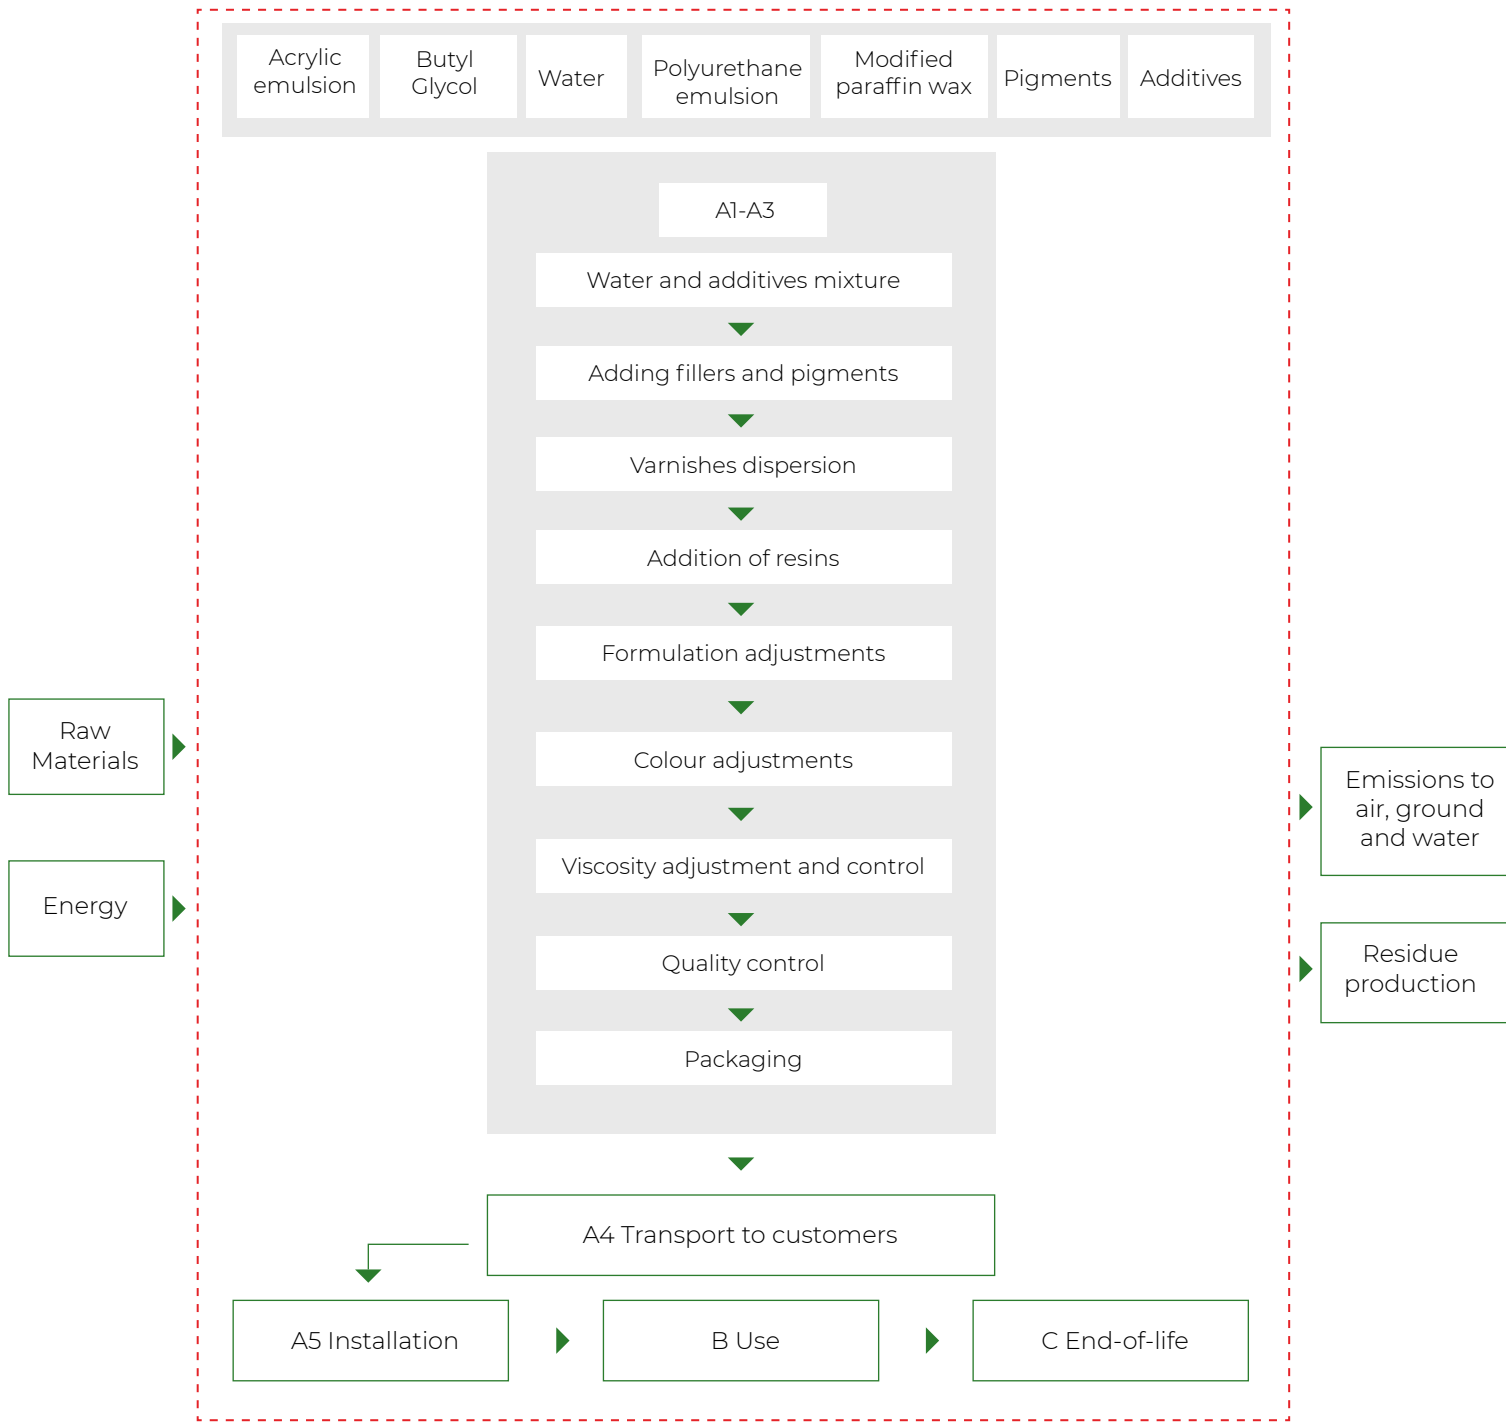 Acrylic
emulsion
Butyl
Glycol
Water
Polyurethane
emulsion
Modified
paraffin wax
Pigments
Additives
A1-A3
Water and additives mixture
Adding fillers and pigments
Varnishes dispersion
Addition of resins
Formulation adjustments
Colour adjustments
Viscosity adjustment and control
Quality control
Packaging
Raw
Materials
Energy
Emissions to
air, ground
and water
Residue
production
A4 Transport to customers
A5 Installation
B Use
C End-of-life